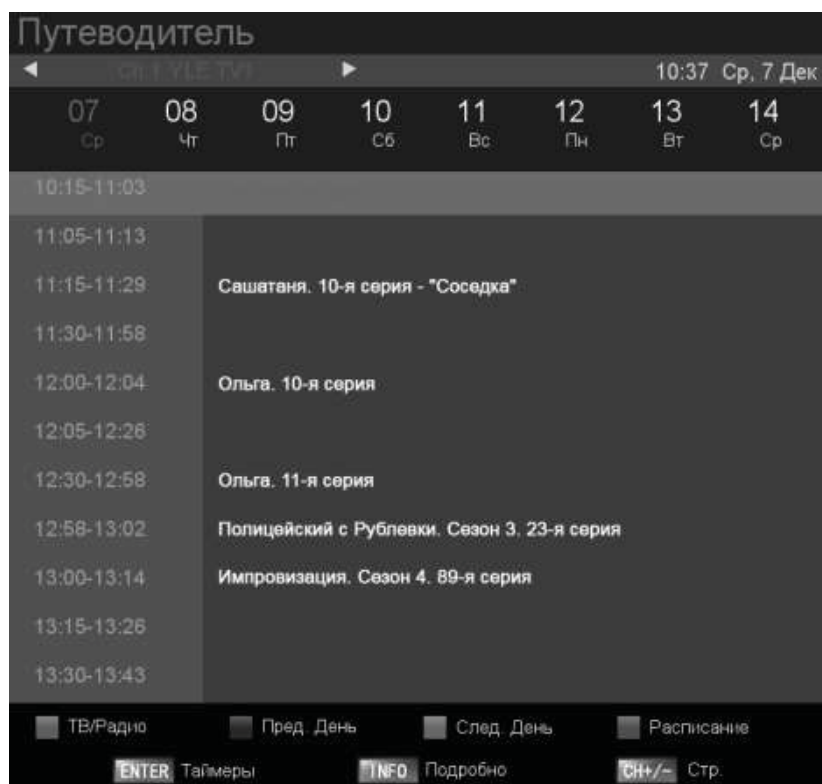 Путеводитель
Ch 1 YLE TV1 10:37 Ср, 7 Дек
07 08 09 10 11 12 13 14
Ср Чт Пт Сб Вс Пн Вт Ср
10:15-11:03
11:05-11:13
11:15-11:29 Сашатаня. 10-я серия - "Соседка"
11:30-11:58
12:00-12:04 Ольга. 10-я серия
12:05-12:26
12:30-12:58 Ольга. 11-я серия
12:58-13:02 Полицейский с Рублевки. Сезон 3. 23-я серия
13:00-13:14 Импровизация. Сезон 4. 89-я серия
13:15-13:26
13:30-13:43
ТВ/Радио Пред. День След. День Расписание
ENTER Таймеры INFO Подробно CH+/- Стр.